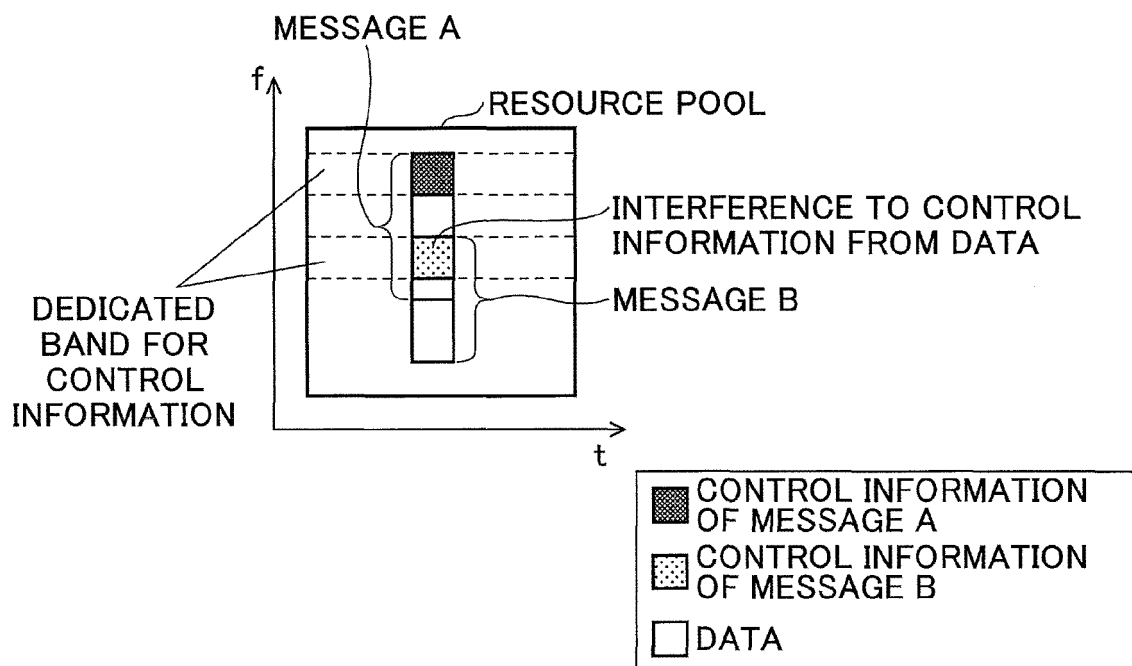 MESSAGE A
f
RESOURCE POOL
INTERFERENCE TO CONTROL
INFORMATION FROM DATA
MESSAGE B
DEDICATED
BAND FOR
CONTROL
INFORMATION
t
CONTROL INFORMATION
OF MESSAGE A
CONTROL INFORMATION
OF MESSAGE B
DATA